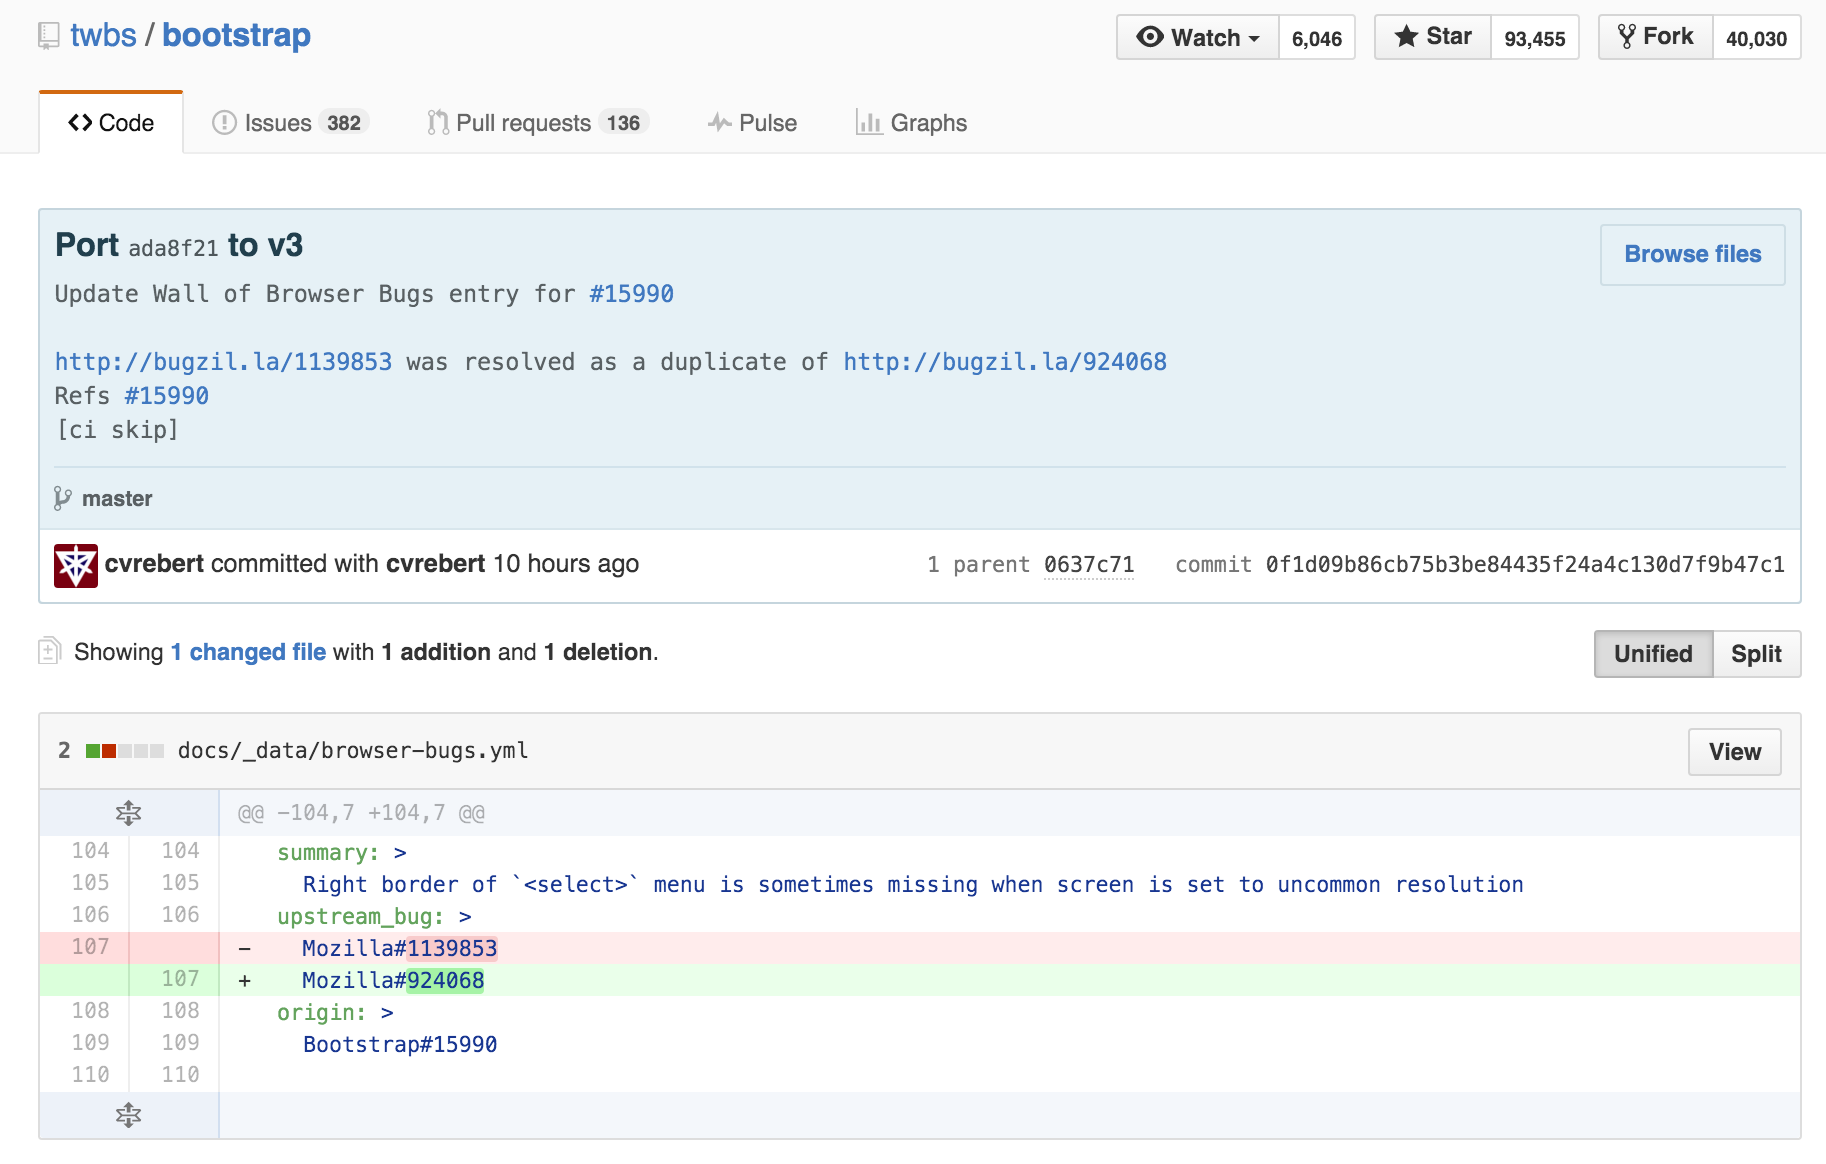 twbs / bootstrap
Watch 6,046 Star 93,455 Fork 40,030
Code Issues 382 Pull requests 136 Pulse Graphs
Port ada8f21 to v3
Browse files
Update Wall of Browser Bugs entry for #15990
http://bugzil.la/1139853 was resolved as a duplicate of http://bugzil.la/924068
Refs #15990
[ci skip]
master
cvrebert committed with cvrebert 10 hours ago 1 parent 0637c71 commit 0f1d09b86cb75b3be84435f24a4c130d7f9b47c1
Showing 1 changed file with 1 addition and 1 deletion.
Unified Split
2 docs/_data/browser-bugs.yml View
@@ -104,7 +104,7 @@
104 104 summary: >
105 105 Right border of `<select>` menu is sometimes missing when screen is set to uncommon resolution
106 106 upstream_bug: >
107 - Mozilla#1139853
107 + Mozilla#924068
108 108 origin: >
109 109 Bootstrap#15990
110 110